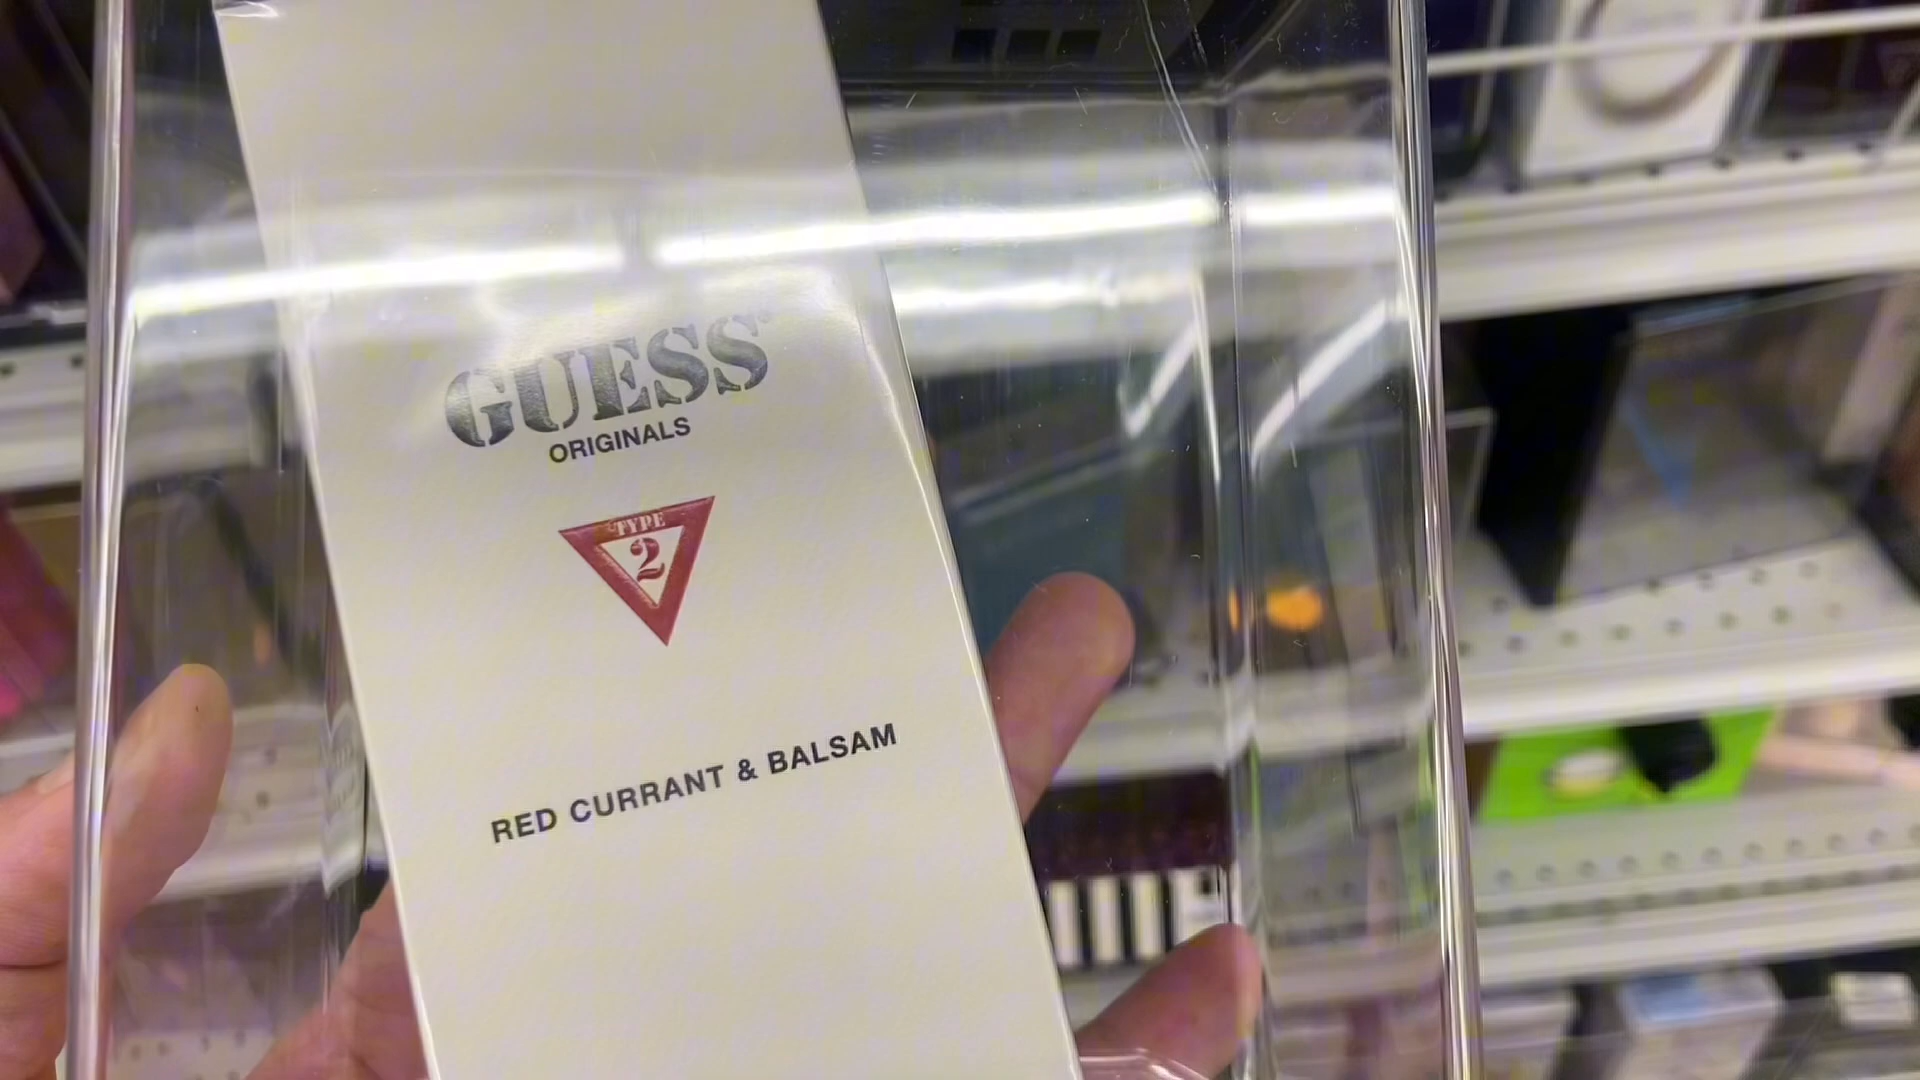 GUESS
ORIGINALS
TYPE
2
RED CURRANT & BALSAM